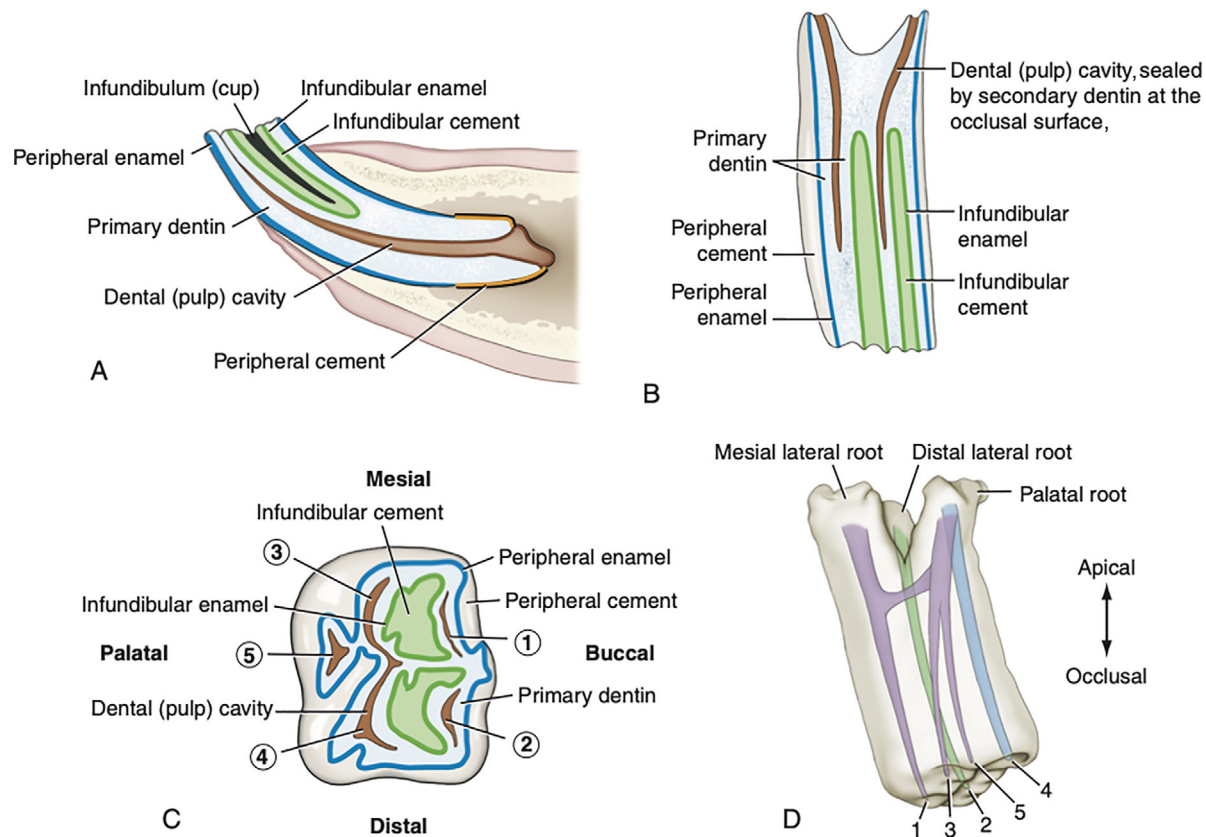 Infundibulum (cup)
Infundibular enamel
Infundibular cement
Peripheral enamel
Primary dentin
Dental (pulp) cavity
Peripheral cement
A
Dental (pulp) cavity, sealed
by secondary dentin at the
occlusal surface,
Primary
dentin
Peripheral
cement
Peripheral
enamel
Infundibular
enamel
Infundibular
cement
B
Mesial
Infundibular cement
3
Peripheral enamel
Infundibular enamel
Peripheral cement
1
Palatal
5
Buccal
Dental (pulp) cavity
Primary dentin
4
2
C
Distal
Mesial lateral root
Distal lateral root
Palatal root
Apical
Occlusal
1
3
2
5
4
D